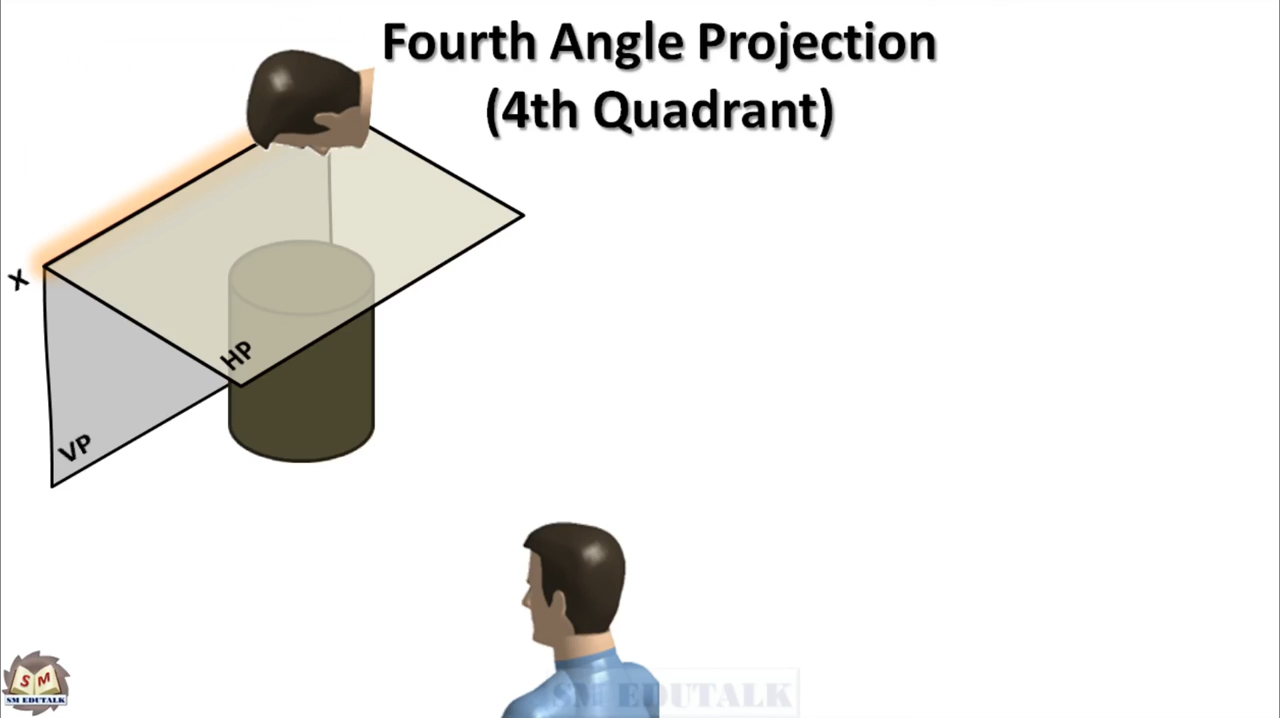 Fourth Angle Projection
(4th Quadrant)
X
HP
VP
SM
SM EDUTALK
SM EDUTALK